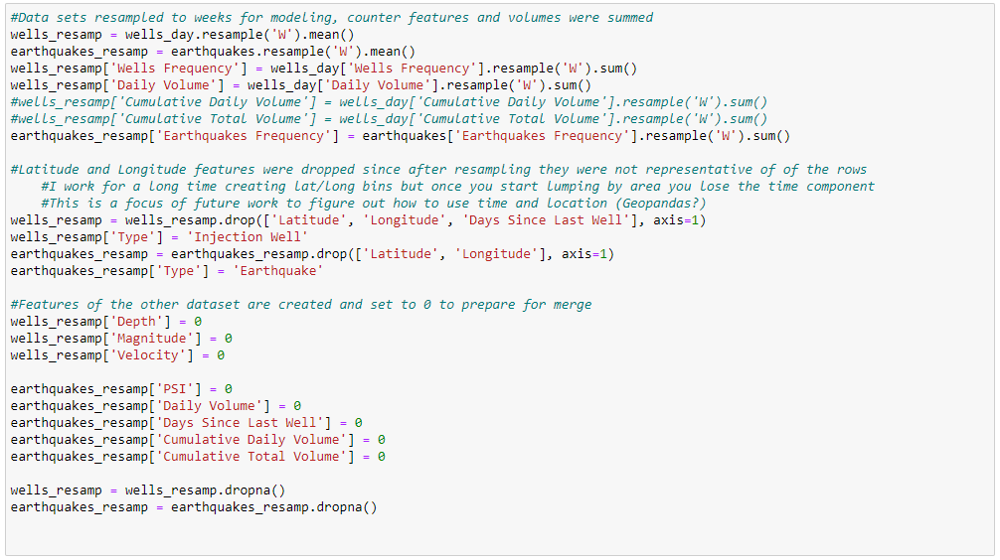 #Data sets resampled to weeks for modeling, counter features and volumes were summed
wells_resamp = wells_day.resample('W').mean()
earthquakes_resamp = earthquakes.resample('W').mean()
wells_resamp['Wells Frequency'] = wells_day['Wells Frequency'].resample('W').sum()
wells_resamp['Daily Volume'] = wells_day['Daily Volume'].resample('W').sum()
#wells_resamp['Cumulative Daily Volume'] = wells_day['Cumulative Daily Volume'].resample('W').sum()
#wells_resamp['Cumulative Total Volume'] = wells_day['Cumulative Total Volume'].resample('W').sum()
earthquakes_resamp['Earthquakes Frequency'] = earthquakes['Earthquakes Frequency'].resample('W').sum()

#Latitude and Longitude features were dropped since after resampling they were not representative of of the rows
    #I work for a long time creating lat/long bins but once you start lumping by area you lose the time component
    #This is a focus of future work to figure out how to use time and location (Geopandas?)
wells_resamp = wells_resamp.drop(['Latitude', 'Longitude', 'Days Since Last Well'], axis=1)
wells_resamp['Type'] = 'Injection Well'
earthquakes_resamp = earthquakes_resamp.drop(['Latitude', 'Longitude'], axis=1)
earthquakes_resamp['Type'] = 'Earthquake'

#Features of the other dataset are created and set to 0 to prepare for merge
wells_resamp['Depth'] = 0
wells_resamp['Magnitude'] = 0
wells_resamp['Velocity'] = 0

earthquakes_resamp['PSI'] = 0
earthquakes_resamp['Daily Volume'] = 0
earthquakes_resamp['Days Since Last Well'] = 0
earthquakes_resamp['Cumulative Daily Volume'] = 0
earthquakes_resamp['Cumulative Total Volume'] = 0

wells_resamp = wells_resamp.dropna()
earthquakes_resamp = earthquakes_resamp.dropna()